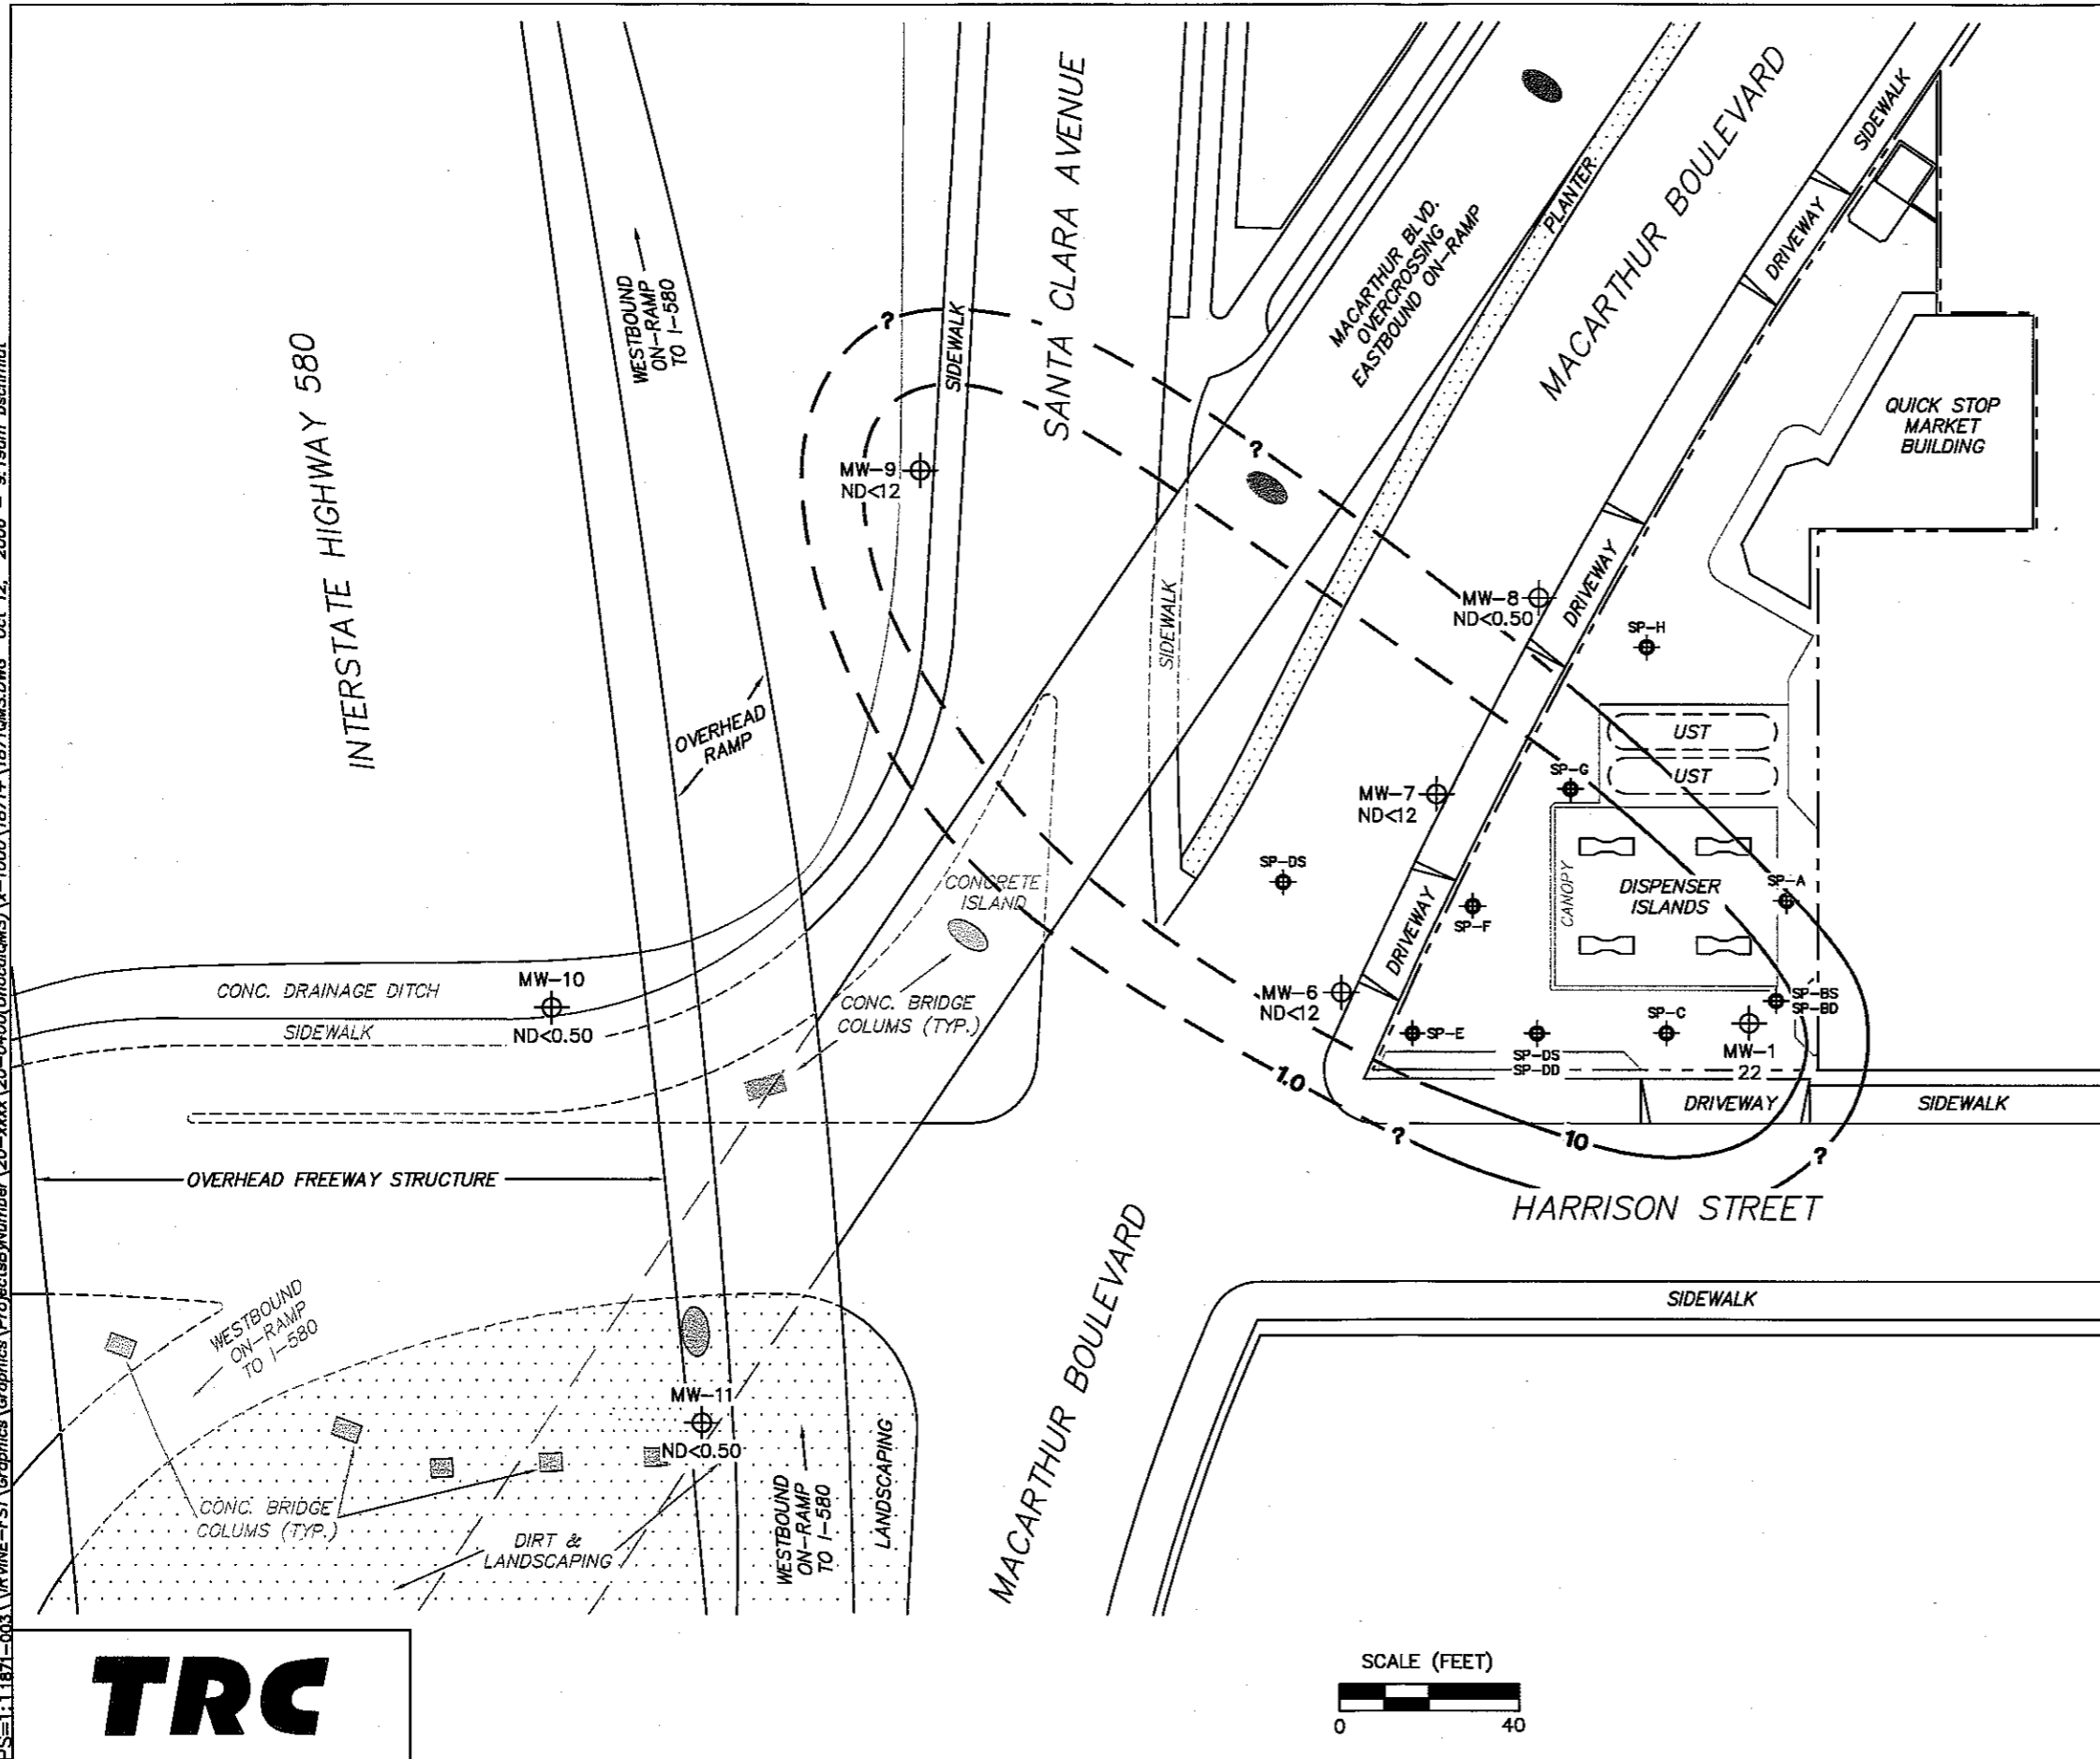 INTERSTATE HIGHWAY 580
WESTBOUND
ON-RAMP
TO I-580
SIDEWALK
SANTA CLARA AVENUE
MACARTHUR BLVD.
OVERCROSSING
EASTBOUND ON-RAMP
PLANTER
MACARTHUR BOULEVARD
SIDEWALK
DRIVEWAY
QUICK STOP
MARKET
BUILDING
?
?
MW-9
ND<12
SIDEWALK
MW-8
ND<0.50
DRIVEWAY
SP-H
OVERHEAD
RAMP
UST
UST
SP-G
MW-7
ND<12
SP-DS
CONCRETE
ISLAND
DRIVEWAY
SP-F
CANOPY
DISPENSER
ISLANDS
SP-A
CONC. DRAINAGE DITCH
SIDEWALK
MW-10
ND<0.50
CONC. BRIDGE
COLUMS (TYP.)
MW-6
ND<12
SP-E
SP-DS
SP-DD
SP-C
SP-BS
SP-BD
MW-1
22
1.0
?
10
DRIVEWAY
SIDEWALK
?
OVERHEAD FREEWAY STRUCTURE
HARRISON STREET
WESTBOUND
ON-RAMP
TO I-580
MACARTHUR BOULEVARD
SIDEWALK
MW-11
ND<0.50
CONC. BRIDGE
COLUMS (TYP.)
DIRT &
LANDSCAPING
WESTBOUND
ON-RAMP
TO I-580
LANDSCAPING
TRC
SCALE (FEET)
0 40